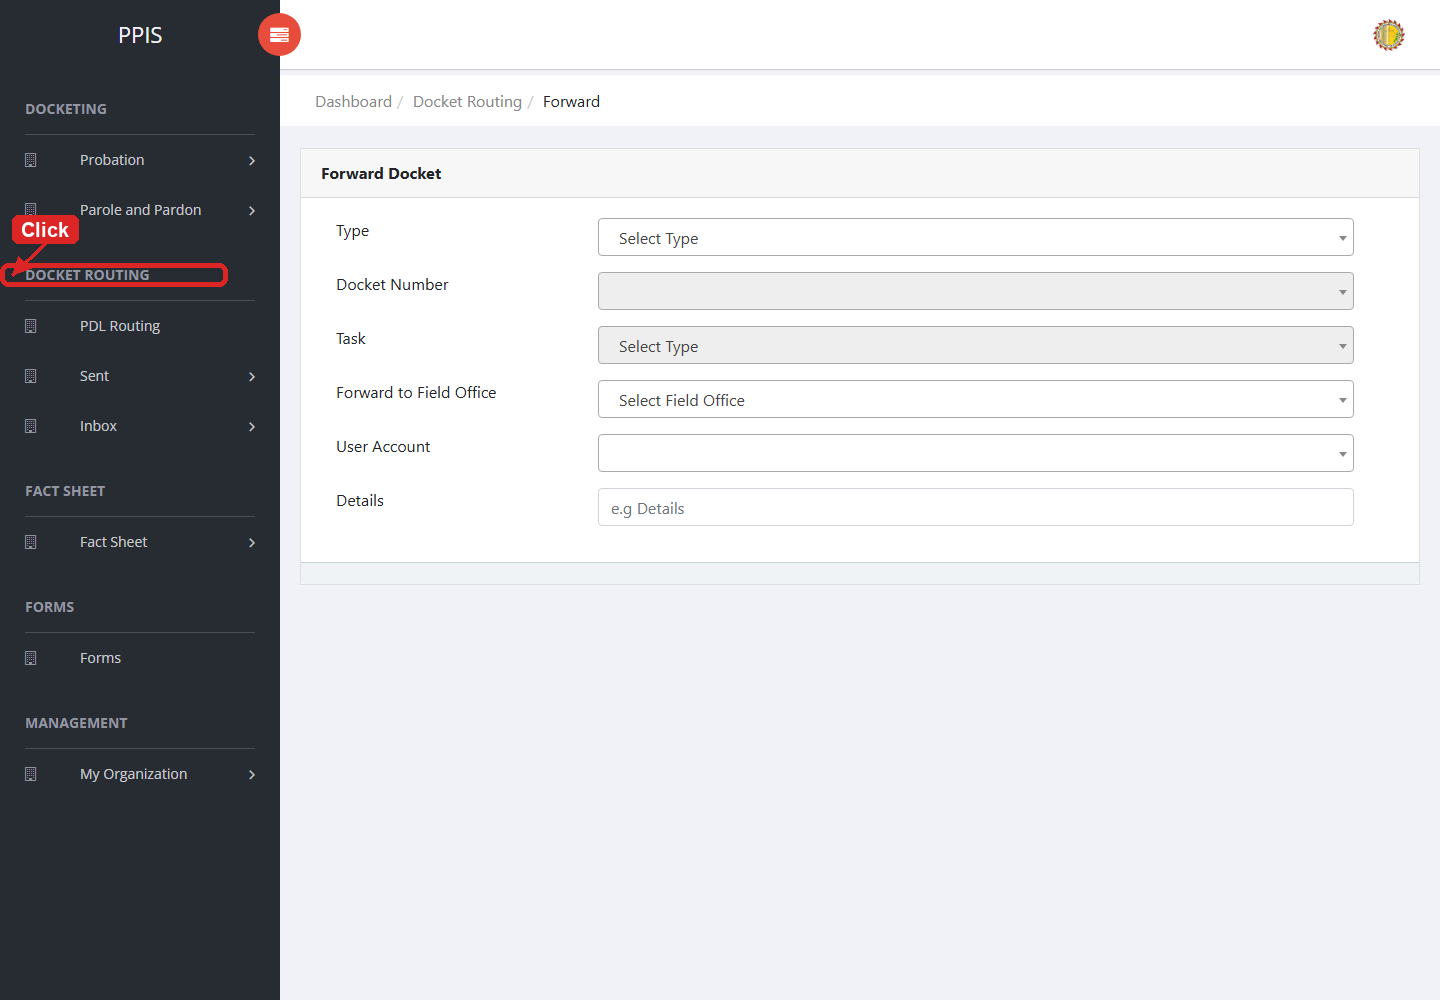 PPIS
DOCKETING
Probation
Parole and Pardon
Click
DOCKET ROUTING
PDL Routing
Sent
Inbox
FACT SHEET
Fact Sheet
FORMS
Forms
MANAGEMENT
My Organization
Dashboard / Docket Routing / Forward
Forward Docket
Type
Select Type
Docket Number
Task
Select Type
Forward to Field Office
Select Field Office
User Account
Details
e.g Details